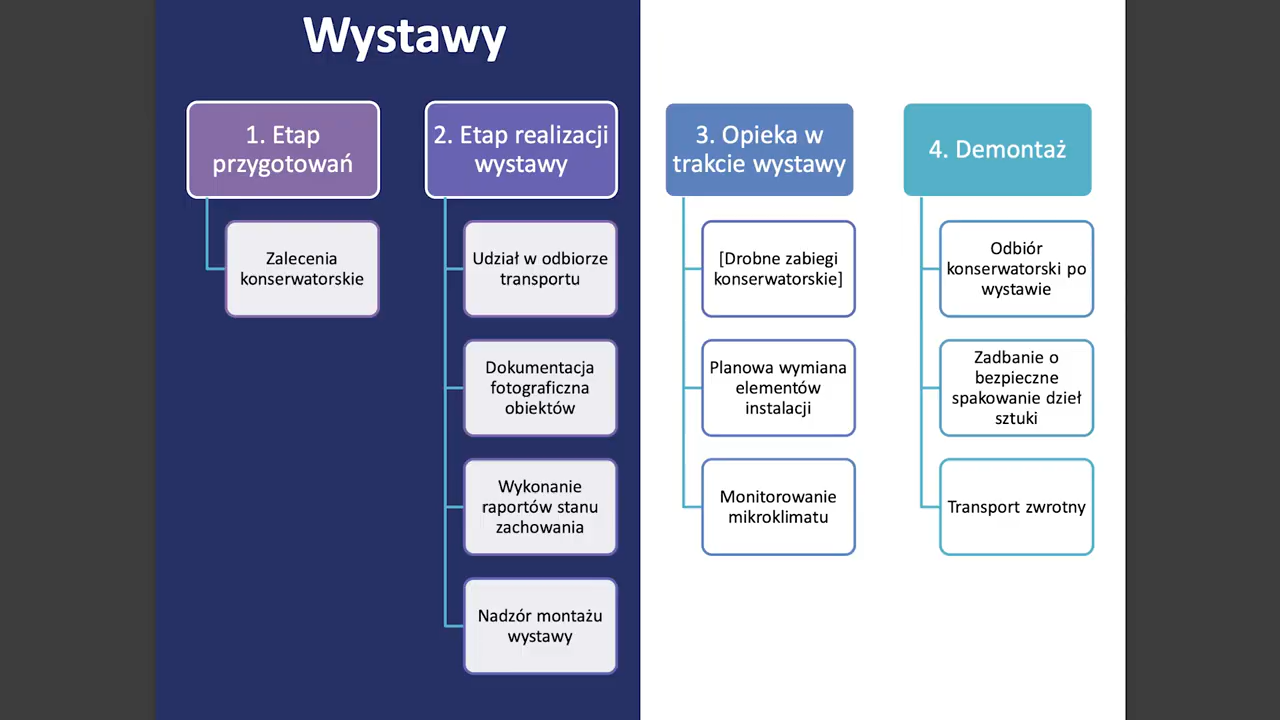 Wystawy
1. Etap
przygotowań
Zalecenia
konserwatorskie
2. Etap realizacji
wystawy
Udział w odbiorze
transportu
Dokumentacja
fotograficzna
obiektów
Wykonanie
raportów stanu
zachowania
Nadzór montażu
wystawy
3. Opieka w
trakcie wystawy
[Drobne zabiegi
konserwatorskie]
Planowa wymiana
elementów
instalacji
Monitorowanie
mikroklimatu
4. Demontaż
Odbiór
konserwatorski po
wystawie
Zadbanie o
bezpieczne
spakowanie dzieł
sztuki
Transport zwrotny